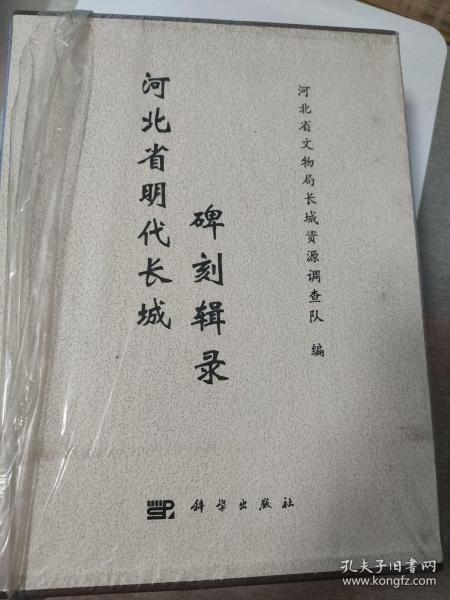 河北省文物局长城資源调查队 编
河北省明代长城
碑刻辑录
科学出版社
孔夫子旧书网
www.kongfz.com